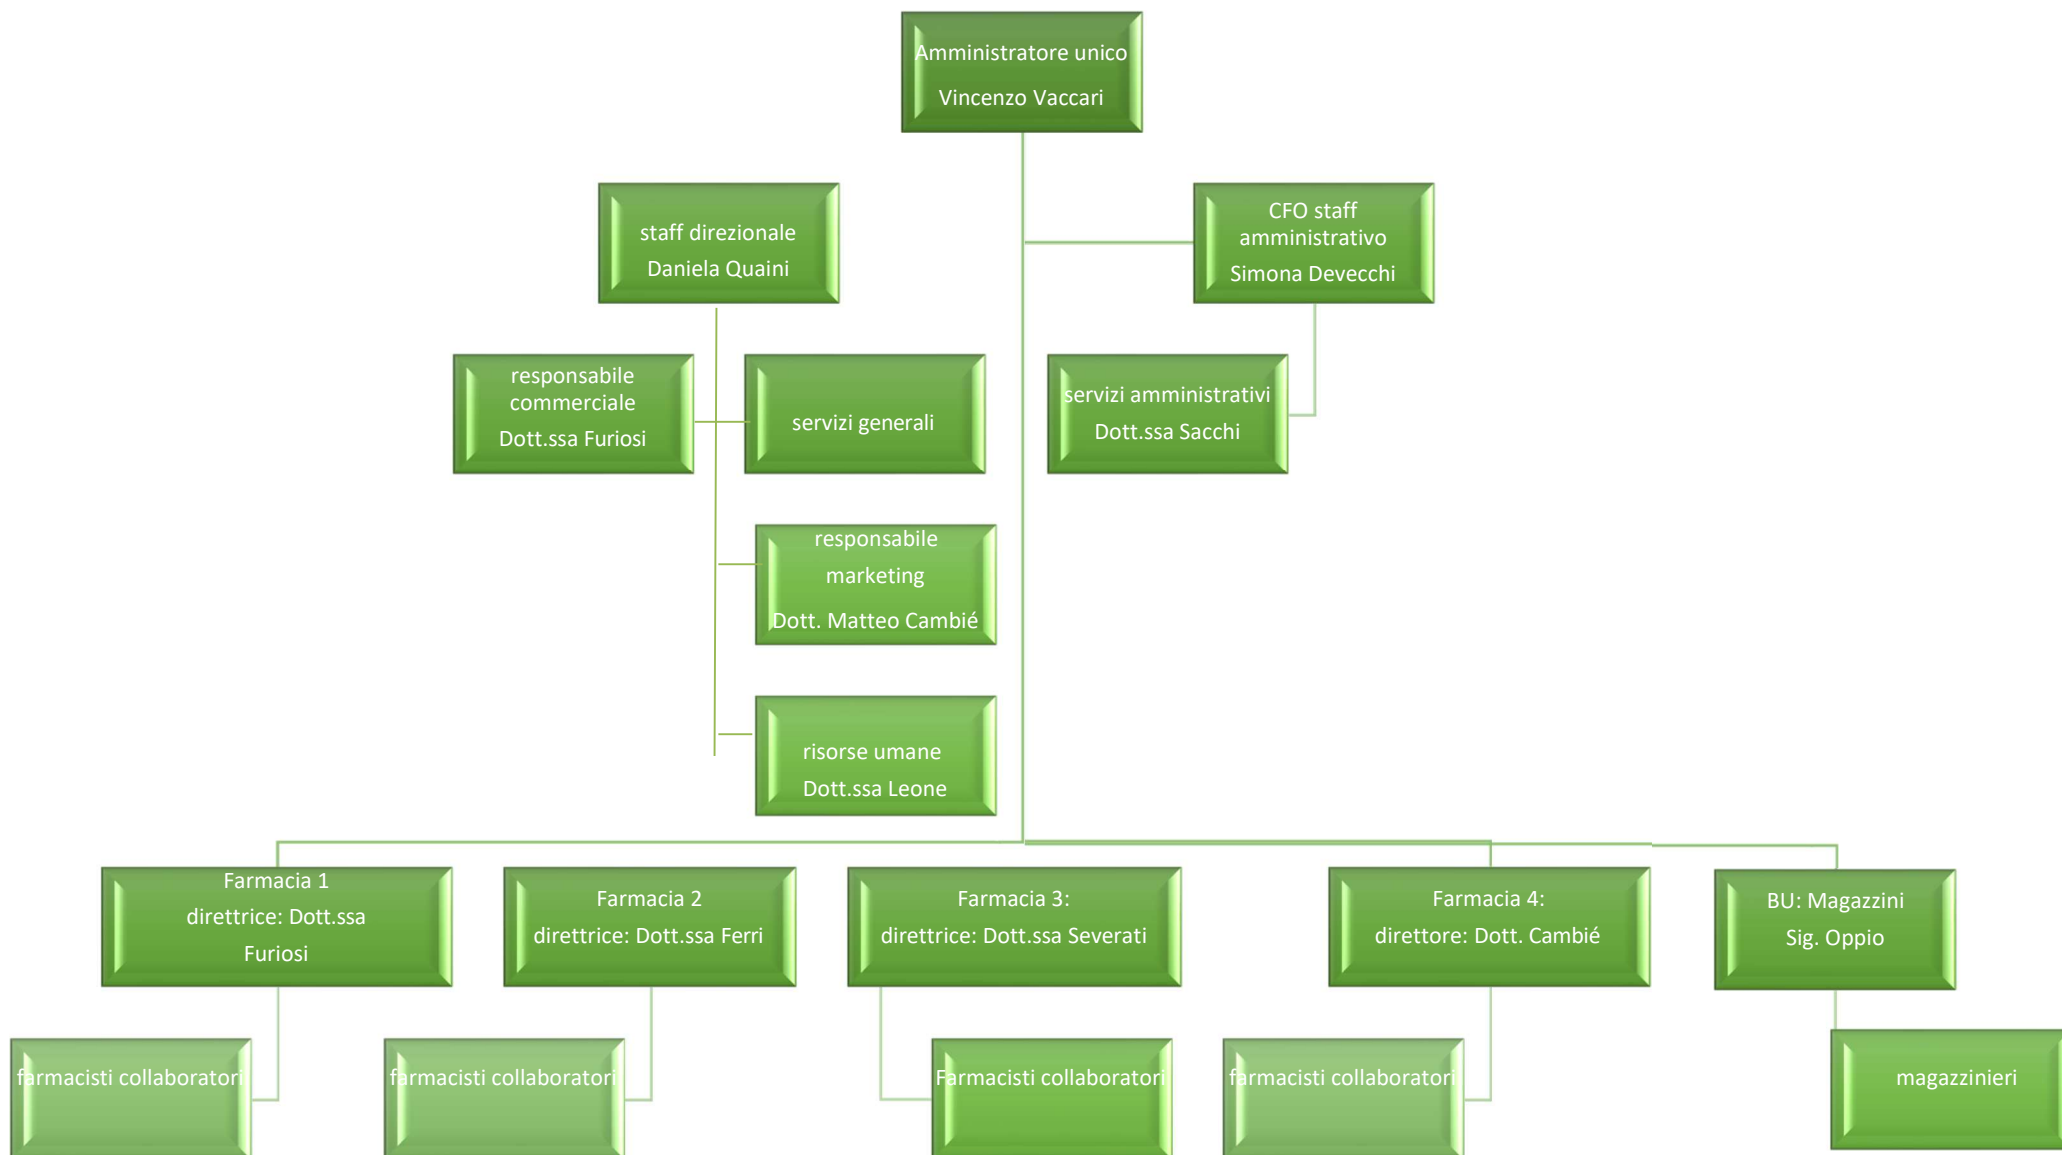 Amministratore unico
Vincenzo Vaccari
staff direzionale
Daniela Quaini
CFO staff
amministrativo
Simona Devecchi
responsabile
commerciale
Dott.ssa Furiosi
servizi generali
servizi amministrativi
Dott.ssa Sacchi
responsabile
marketing
Dott. Matteo Cambié
risorse umane
Dott.ssa Leone
Farmacia 1
direttrice: Dott.ssa
Furiosi
Farmacia 2
direttrice: Dott.ssa Ferri
Farmacia 3:
direttrice: Dott.ssa Severati
Farmacia 4:
direttore: Dott. Cambié
BU: Magazzini
Sig. Oppio
farmacisti collaboratori
farmacisti collaboratori
Farmacisti collaboratori
farmacisti collaboratori
magazzinieri